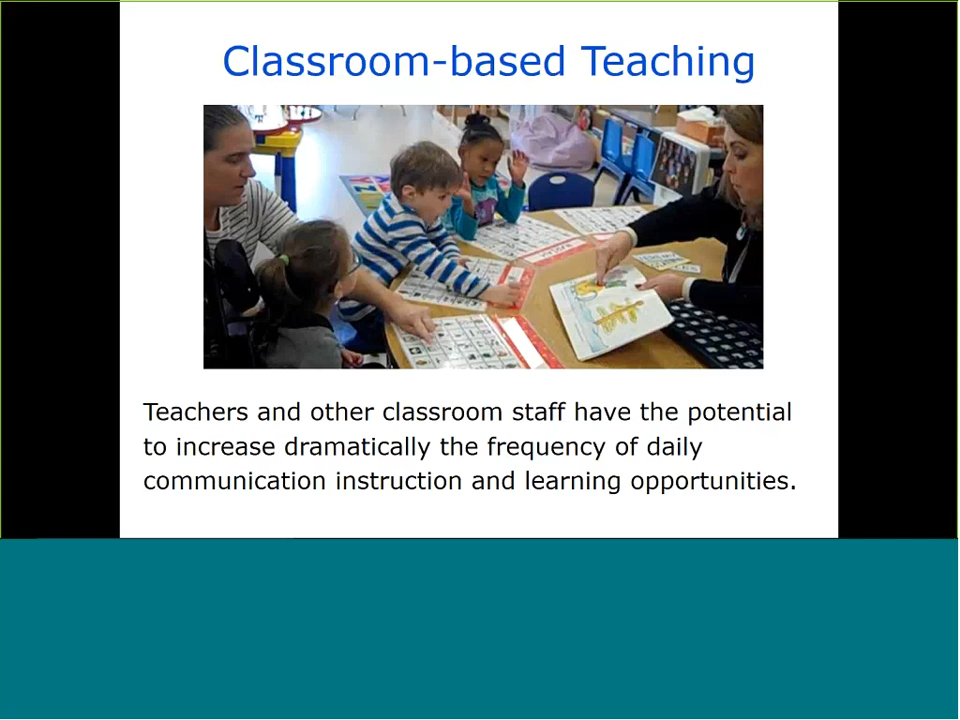 Classroom-based Teaching
Teachers and other classroom staff have the potential
to increase dramatically the frequency of daily
communication instruction and learning opportunities.